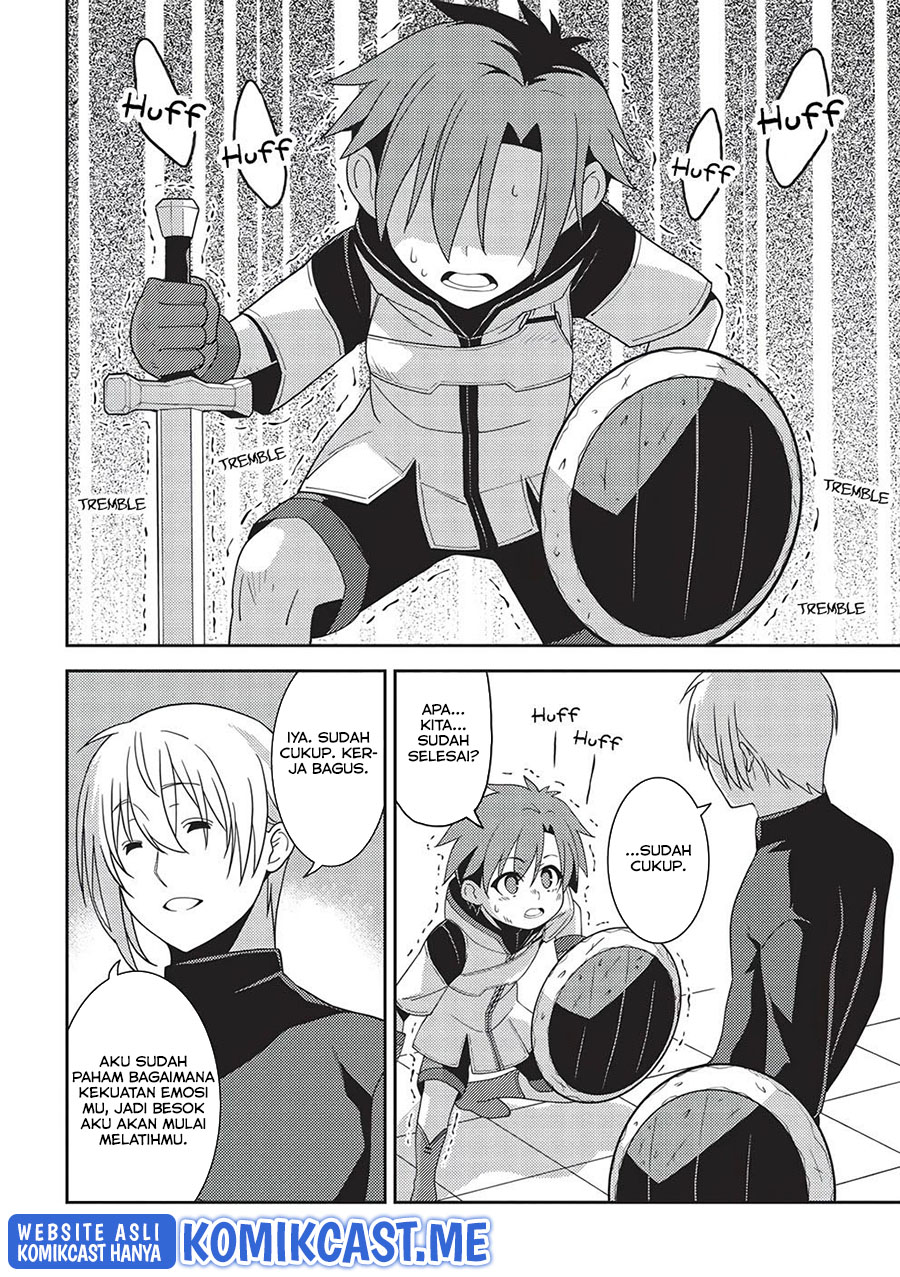 Huff
Huff
Huff
Huff
TREMBLE
TREMBLE
TREMBLE
TREMBLE
...SUDAH
CUKUP.
Huff
Huff
APA...
KITA...
SUDAH
SELESAI?
IYA. SUDAH
CUKUP. KER-
JA BAGUS.
AKU SUDAH
PAHAM BAGAIMANA
KEKUATAN EMOSI
MU, JADI BESOK
AKU AKAN MULAI
MELATIHMU.
WEBSITE ASLI
KOMIKCAST HANYA
KOMIKCAST.ME